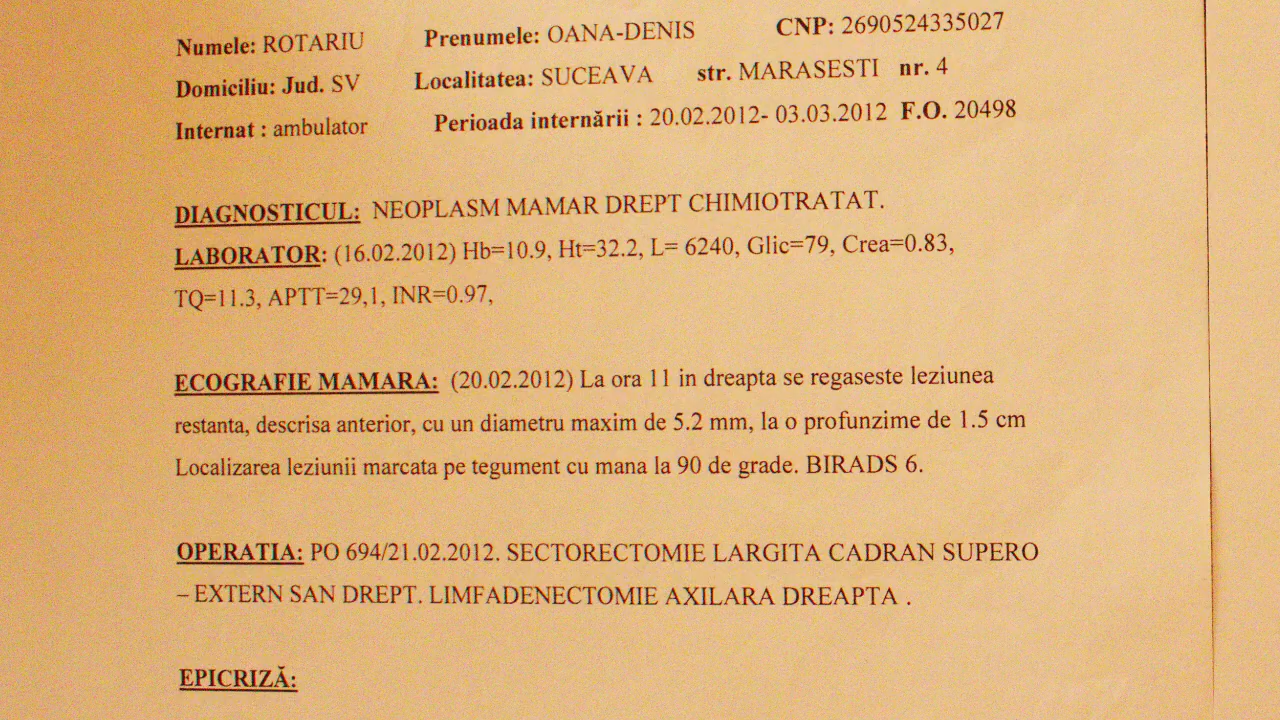 Numele: ROTARIU Prenumele: OANA-DENIS CNP: 2690524335027
Domiciliu: Jud. SV Localitatea: SUCEAVA str. MARASESTI nr. 4
Internat : ambulator Perioada internării : 20.02.2012- 03.03.2012 F.O. 20498
DIAGNOSTICUL: NEOPLASM MAMAR DREPT CHIMIOTRATAT.
LABORATOR: (16.02.2012) Hb=10.9, Ht=32.2, L= 6240, Glic=79, Crea=0.83,
TQ=11.3, APTT=29,1, INR=0.97,
ECOGRAFIE MAMARA: (20.02.2012) La ora 11 in dreapta se regaseste leziunea
restanta, descrisa anterior, cu un diametru maxim de 5.2 mm, la o profunzime de 1.5 cm
Localizarea leziunii marcata pe tegument cu mana la 90 de grade. BIRADS 6.
OPERATIA: PO 694/21.02.2012. SECTORECTOMIE LARGITA CADRAN SUPERO
– EXTERN SAN DREPT. LIMFADENECTOMIE AXILARA DREAPTA .
EPICRIZĂ: